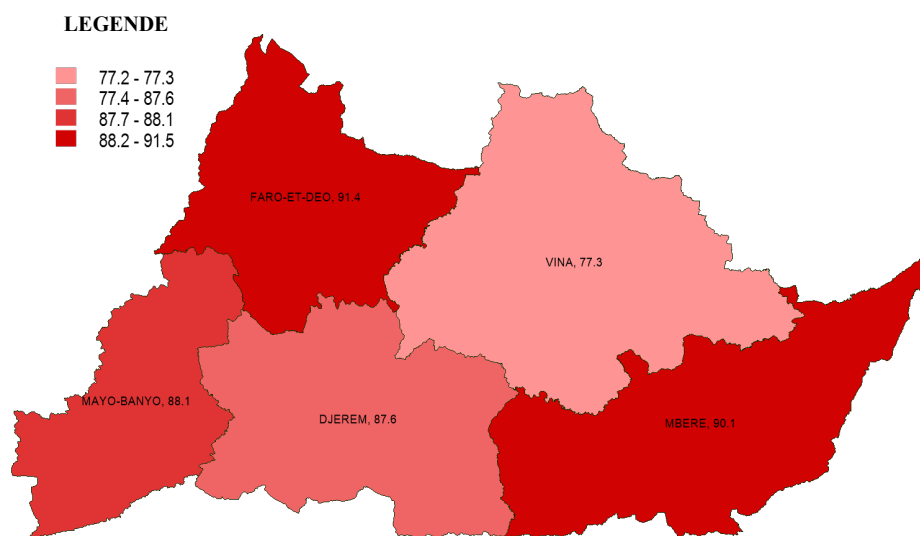 LEGENDE
77.2 - 77.3
77.4 - 87.6
87.7 - 88.1
88.2 - 91.5
FARO-ET-DEO, 91.4
VINA, 77.3
MAYO-BANYO, 88.1
DJEREM, 87.6
MBERE, 90.1